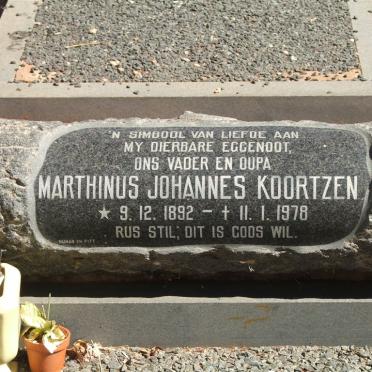 'N SIMBOOL VAN LIEFDE AAN
MY DIERBARE EGGENOOT,
ONS VADER EN OUPA
MARTHINUS JOHANNES KOORTZEN
★ 9. 12. 1892 – † 11. 1. 1978
RUS STIL, DIT IS GODS WIL.